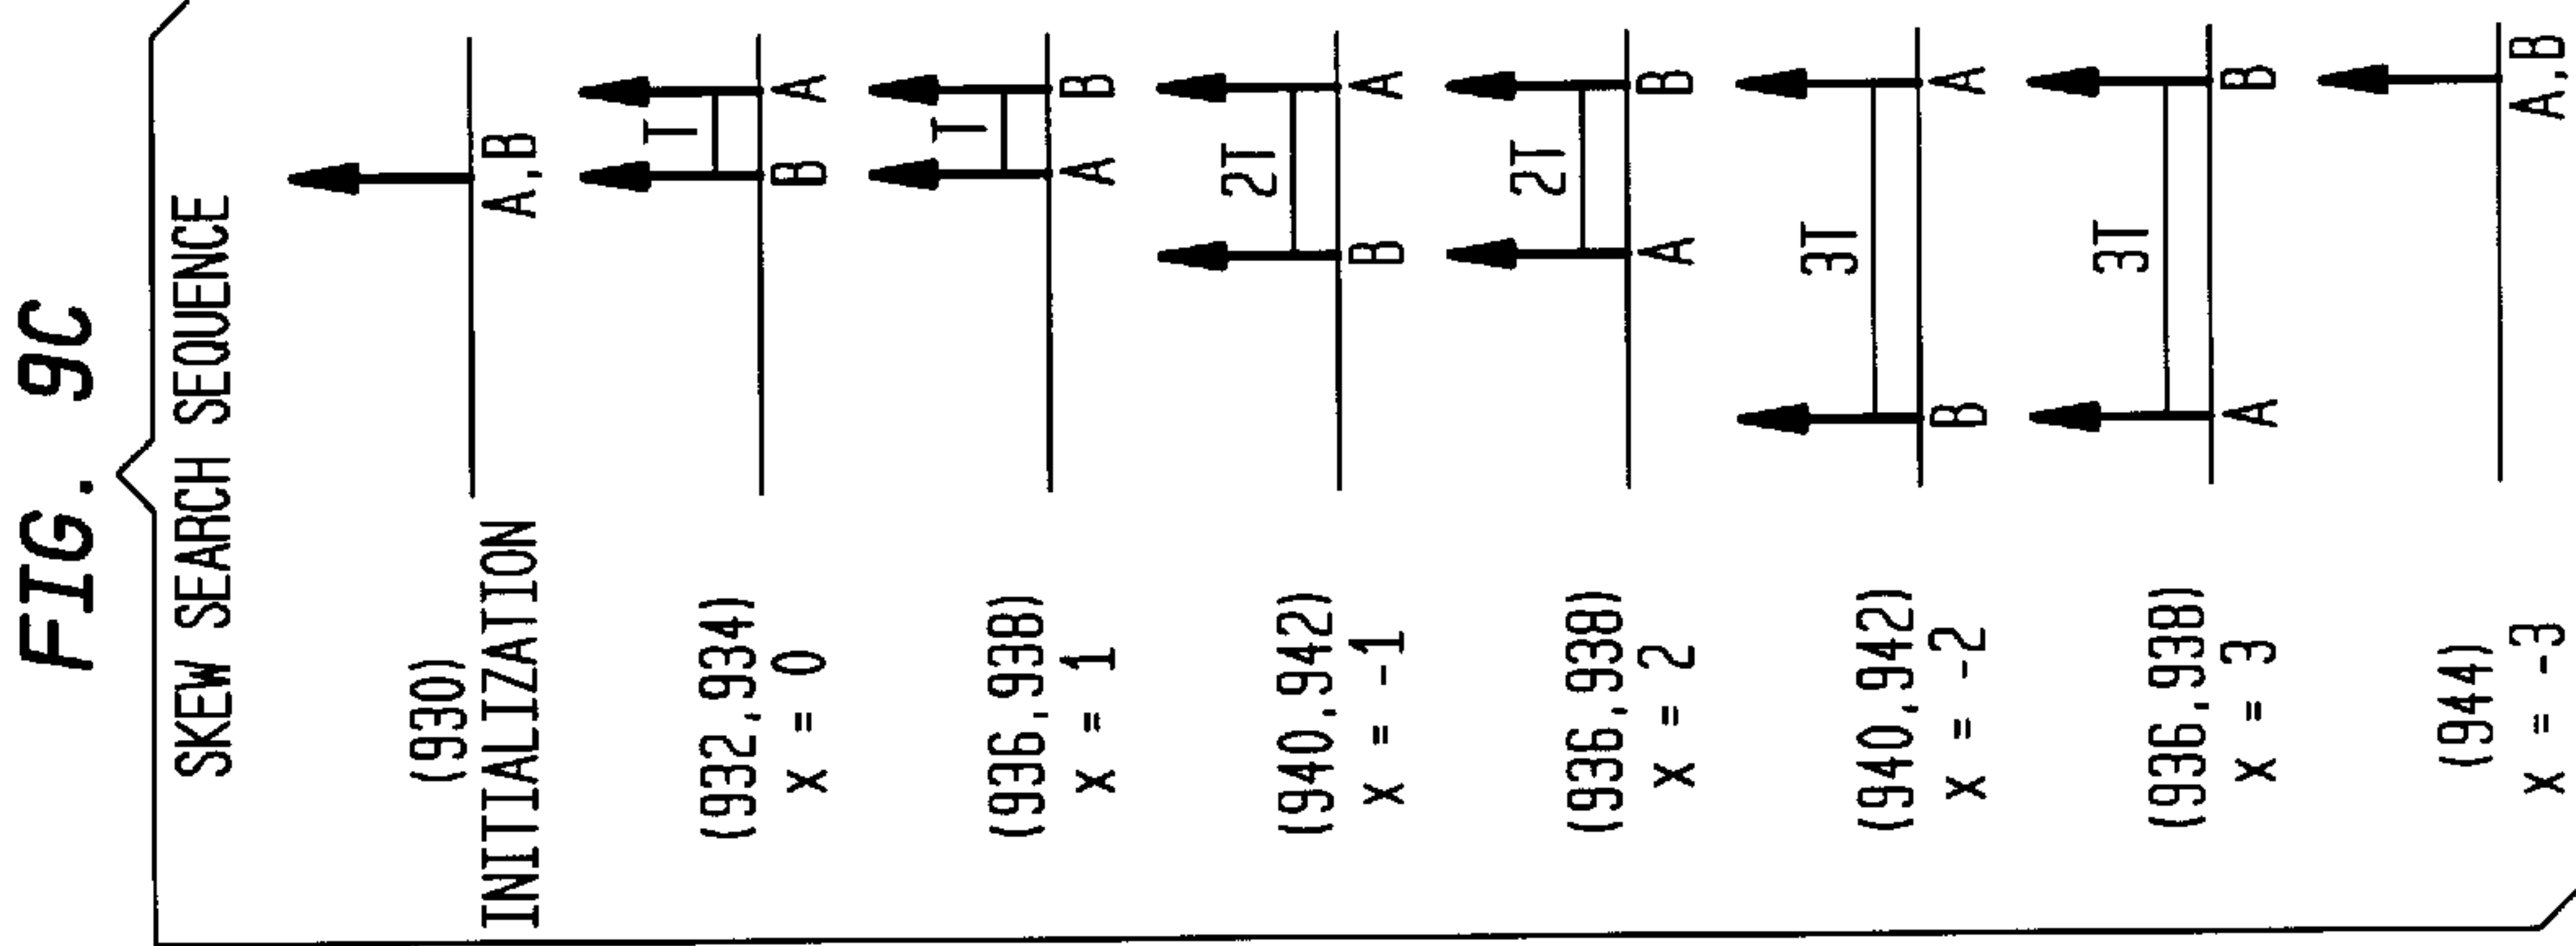 FIG. 9C
SKEW SEARCH SEQUENCE
(930)
INITIALIZATION
A,B
T
(932,934)
X = 0
B A
T
(936,938)
X = 1
A B
2T
(940,942)
X = -1
B A
2T
(936,938)
X = 2
A B
3T
(940,942)
X = -2
B A
3T
(936,938)
X = 3
A B
(944)
X = -3
A,B